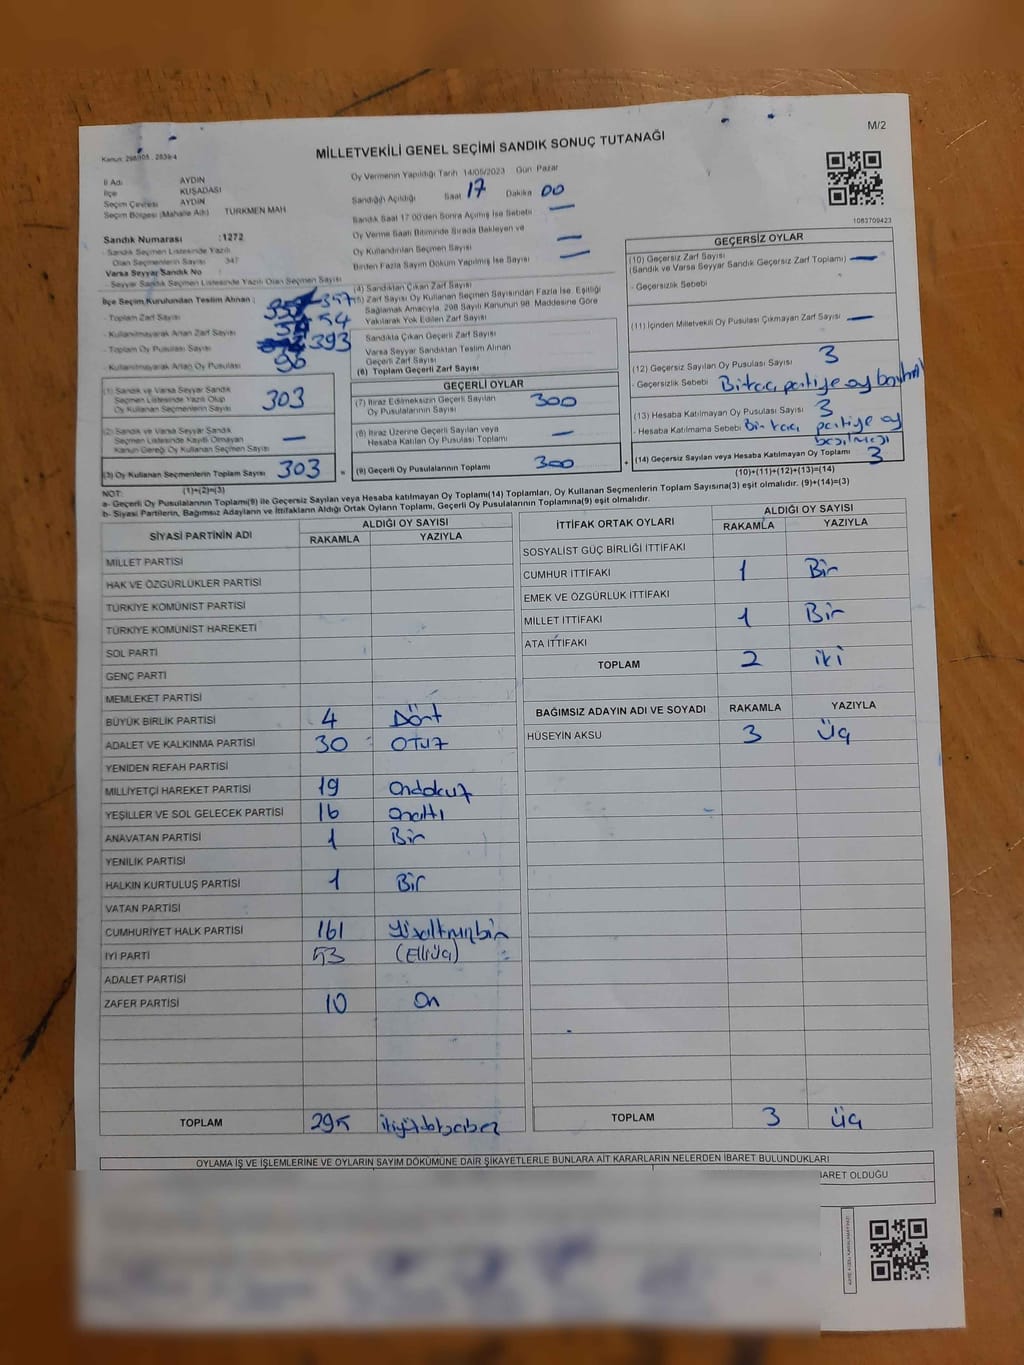 M/2
Kanun: 298/105 , 2839/4
MİLLETVEKİLİ GENEL SEÇİMİ SANDIK SONUÇ TUTANAĞI
İl Adı AYDIN
İlçe KUŞADASI
Seçim Çevresi AYDIN
Seçim Bölgesi (Mahalle Adı) TÜRKMEN MAH
Sandık Numarası :1272
- Sandık Seçmen Listesinde Yazılı
Olan Seçmenlerin Sayısı 347
Varsa Seyyar Sandık No :
- Seyyar Sandık Seçmen Listesinde Yazılı Olan Seçmen Sayısı
Oy Vermenin Yapıldığı Tarih 14/05/2023 Gün Pazar
Sandığın Açıldığı Saat 17 Dakika 00
Sandık Saat 17:00'den Sonra Açılmış İse Sebebi —
Oy Verme Saati Bitiminde Sırada Bekleyen ve
Oy Kullandırılan Seçmen Sayısı —
Birden Fazla Sayım Döküm Yapılmış İse Sayısı —
1083709423
İlçe Seçim Kurulundan Teslim Alınan :
- Toplam Zarf Sayısı 357
- Kullanılmayarak Artan Zarf Sayısı 54
- Toplam Oy Pusulası Sayısı 393
- Kullanılmayarak Artan Oy Pusulası
(4) Sandıktan Çıkan Zarf Sayısı
(5) Zarf Sayısı Oy Kullanan Seçmen Sayısından Fazla İse, Eşitliği
Sağlamak Amacıyla, 298 Sayılı Kanunun 98. Maddesine Göre
Yakılarak Yok Edilen Zarf Sayısı
Sandıkta Çıkan Geçerli Zarf Sayısı
Varsa Seyyar Sandıktan Teslim Alınan
Geçerli Zarf Sayısı
(6) Toplam Geçerli Zarf Sayısı
GEÇERSİZ OYLAR
(10) Geçersiz Zarf Sayısı —
(Sandık ve Varsa Seyyar Sandık Geçersiz Zarf Toplamı)
- Geçersizlik Sebebi
(11) İçinden Milletvekili Oy Pusulası Çıkmayan Zarf Sayısı —
(12) Geçersiz Sayılan Oy Pusulası Sayısı 3
- Geçersizlik Sebebi Birkaç partiye oy
(13) Hesaba Katılmayan Oy Pusulası Sayısı 3
- Hesaba Katılmama Sebebi Birkaç partiye oy
basılması
(14) Geçersiz Sayılan veya Hesaba Katılmayan Oy Toplamı 3
(10)+(11)+(12)+(13)=(14)
(1) Sandık ve Varsa Seyyar Sandık
Seçmen Listesinde Yazılı Olup
Oy Kullanan Seçmenlerin Sayısı 303
(2) Sandık ve Varsa Seyyar Sandık
Seçmen Listesinde Kayıtlı Olmayan
Kanun Gereği Oy Kullanan Seçmen Sayısı —
(3) Oy Kullanan Seçmenlerin Toplam Sayısı 303 =
(1)+(2)=(3)
GEÇERLİ OYLAR
(7) İtiraz Edilmeksizin Geçerli Sayılan
Oy Pusulalarının Sayısı 300
(8) İtiraz Üzerine Geçerli Sayılan veya
Hesaba Katılan Oy Pusulası Toplamı —
(9) Geçerli Oy Pusulalarının Toplamı 300 +
NOT:
a- Geçerli Oy Pusulalarının Toplamı(9) ile Geçersiz Sayılan veya Hesaba katılmayan Oy Toplamı(14) Toplamları, Oy Kullanan Seçmenlerin Toplam Sayısına(3) eşit olmalıdır. (9)+(14)=(3)
b- Siyasi Partilerin, Bağımsız Adayların ve İttifakların Aldığı Ortak Oyların Toplamı, Geçerli Oy Pusulalarının Toplamına(9) eşit olmalıdır.
SİYASİ PARTİNİN ADI ALDIĞI OY SAYISI
RAKAMLA YAZIYLA
MİLLET PARTİSİ
HAK VE ÖZGÜRLÜKLER PARTİSİ
TÜRKİYE KOMÜNİST PARTİSİ
TÜRKİYE KOMÜNİST HAREKETİ
SOL PARTİ
GENÇ PARTİ
MEMLEKET PARTİSİ
BÜYÜK BİRLİK PARTİSİ 4 Dört
ADALET VE KALKINMA PARTİSİ 30 OTUZ
YENİDEN REFAH PARTİSİ
MİLLİYETÇİ HAREKET PARTİSİ 19 Ondokuz
YEŞİLLER VE SOL GELECEK PARTİSİ 16 Onaltı
ANAVATAN PARTİSİ 1 Bir
YENİLİK PARTİSİ
HALKIN KURTULUŞ PARTİSİ 1 Bir
VATAN PARTİSİ
CUMHURİYET HALK PARTİSİ 161 Yüzaltmışbir
İYİ PARTİ 53 (Elliüç)
ADALET PARTİSİ
ZAFER PARTİSİ 10 On
TOPLAM 295 ikiyüzdoksanbeş
İTTİFAK ORTAK OYLARI ALDIĞI OY SAYISI
RAKAMLA YAZIYLA
SOSYALİST GÜÇ BİRLİĞİ İTTİFAKI
CUMHUR İTTİFAKI 1 Bir
EMEK VE ÖZGÜRLÜK İTTİFAKI
MİLLET İTTİFAKI 1 Bir
ATA İTTİFAKI
TOPLAM 2 iki
BAĞIMSIZ ADAYIN ADI VE SOYADI RAKAMLA YAZIYLA
HÜSEYİN AKSU 3 Üç
TOPLAM 3 üç
OYLAMA İŞ VE İŞLEMLERİNE VE OYLARIN SAYIM DÖKÜMÜNE DAİR ŞİKAYETLERLE BUNLARA AİT KARARLARIN NELERDEN İBARET BULUNDUKLARI
BARET OLDUĞU